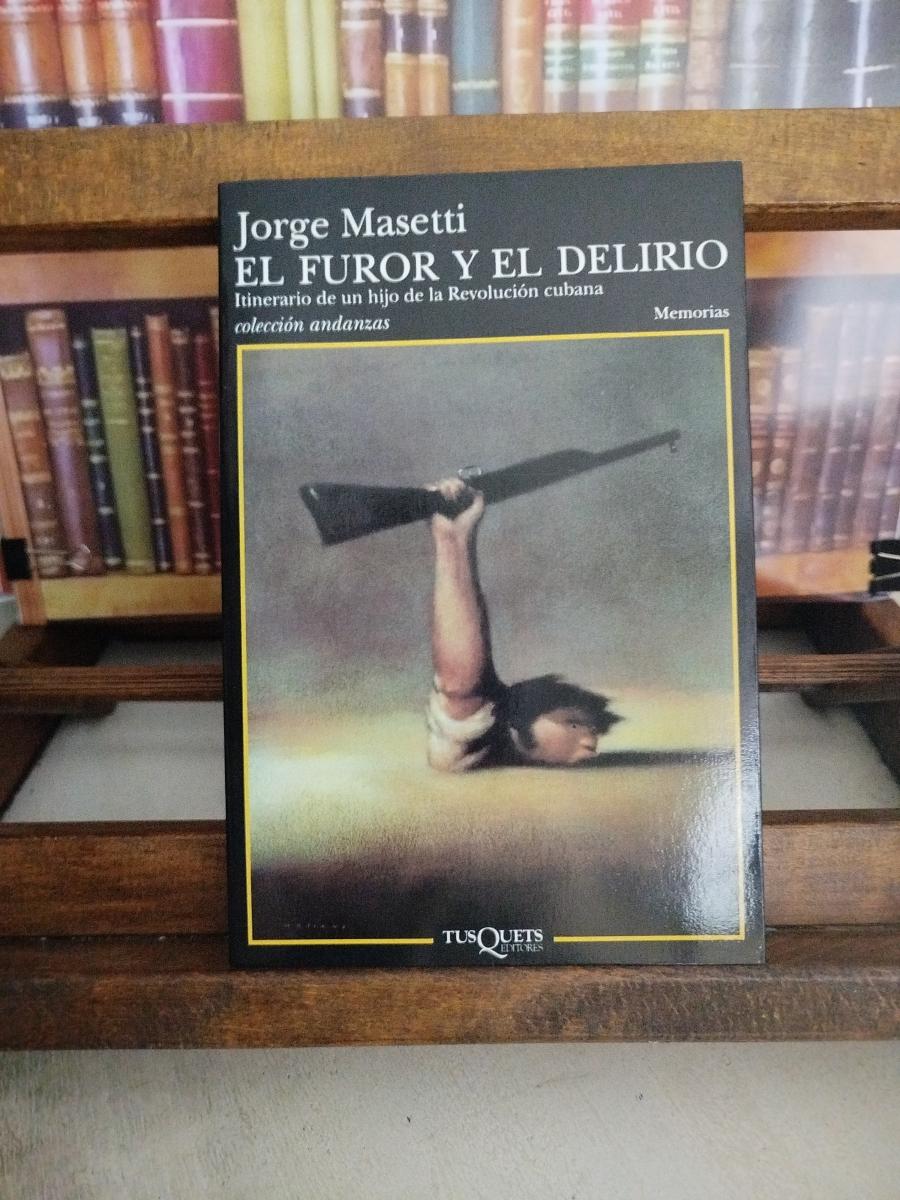 Jorge Masetti
EL FUROR Y EL DELIRIO
Itinerario de un hijo de la Revolución cubana
Memorias
colección andanzas
TUSQUETS
EDITORES